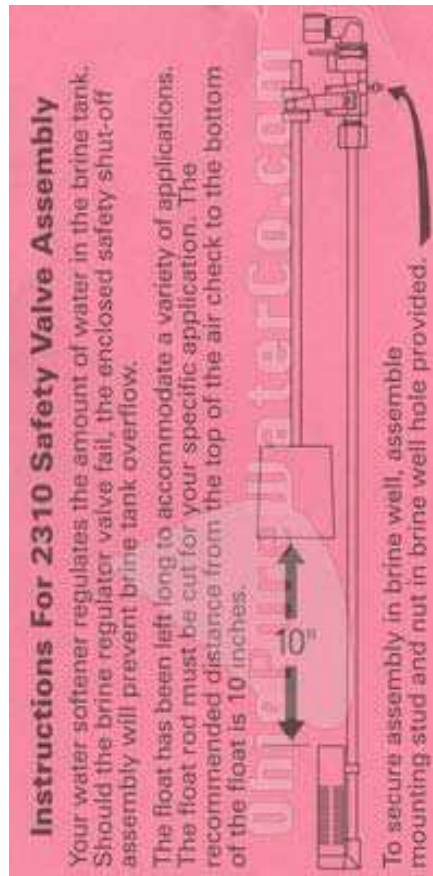 Instructions For 2310 Safety Valve Assembly
Your water softener regulates the amount of water in the brine tank.
Should the brine regulator valve fail, the enclosed safety shut-off
assembly will prevent brine tank overflow.
The float has been left long to accommodate a variety of applications.
The float rod must be cut for your specific application. The
recommended distance from the top of the air check to the bottom
of the float is 10 inches.
OhioPureWaterCo.com
10"
To secure assembly in brine well, assemble
mounting stud and nut in brine well hole provided.